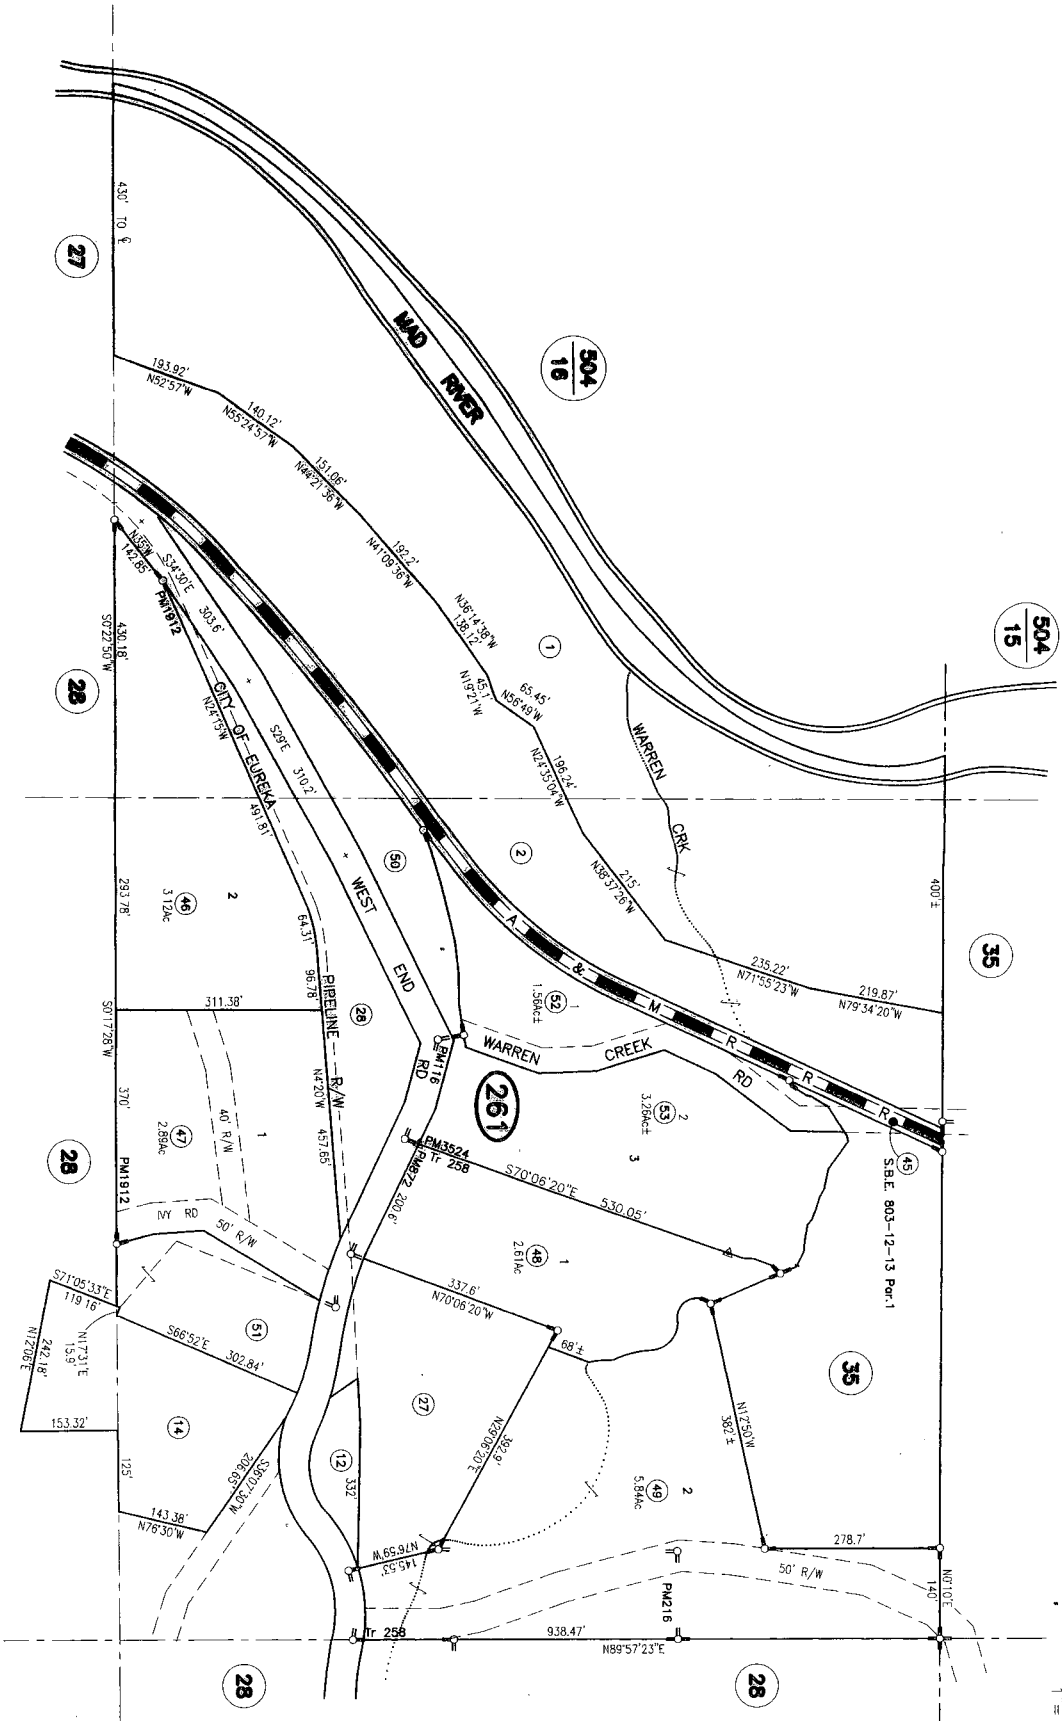 504
15
504
16
MAD RIVER
430' TO ℄
27
193.92'
N52°57'W
140.12'
N55°24'57"W
151.06'
N44°21'36"W
192.2'
N41°09'36"W
N36°14'38"W
138.12'
45.1'
N19°21'W
65.45'
N56°49'W
196.24'
N24°35'04"W
215'
N38°37'26"W
235.22'
N71°55'23"W
219.87'
N79°34'20"W
1
WARREN CRK
2
400'±
35
A & M R R R
N35°W
142.85'
PM1912
S34°30'E 303.6'
430.18'
S0°22'50"W
28
CITY OF EUREKA
N24°15'W 491.81'
S29°E 310.2'
WEST END RD
50
2
46
3.12Ac
293.78'
64.31'
96.78'
PIPELINE R/W
28
311.38'
S0°17'28"W
1
52
1.56Ac±
WARREN CREEK RD
PM116
261
2
53
3.26Ac±
3
45
S.B.E. 803-12-13 Par.1
PM3524
Tr 258
PM872 200.6'
S70°06'20"E 530.05'
N4°20'W 457.65'
40' R/W
1
47
2.89Ac
370'
PM1912
28
IVY RD
50' R/W
1
48
2.61Ac
337.6'
N70°06'20"W
68'±
S71°05'33"E
119.16'
N17°31'E
15.9'
242.18'
N12°06'E
153.32'
51
S66°52'E 302.84'
14
125'
143.38'
N76°30'W
S36°07'30"W
206.65'
27
12
332'
392.9'
N29°06'20"E
N76°59'W
145.53'
35
N12°50'W
382'±
2
49
5.84Ac
278.7'
50' R/W
N0°10'E
140'
PM216
Tr 258
938.47'
N89°57'23"E
28
28